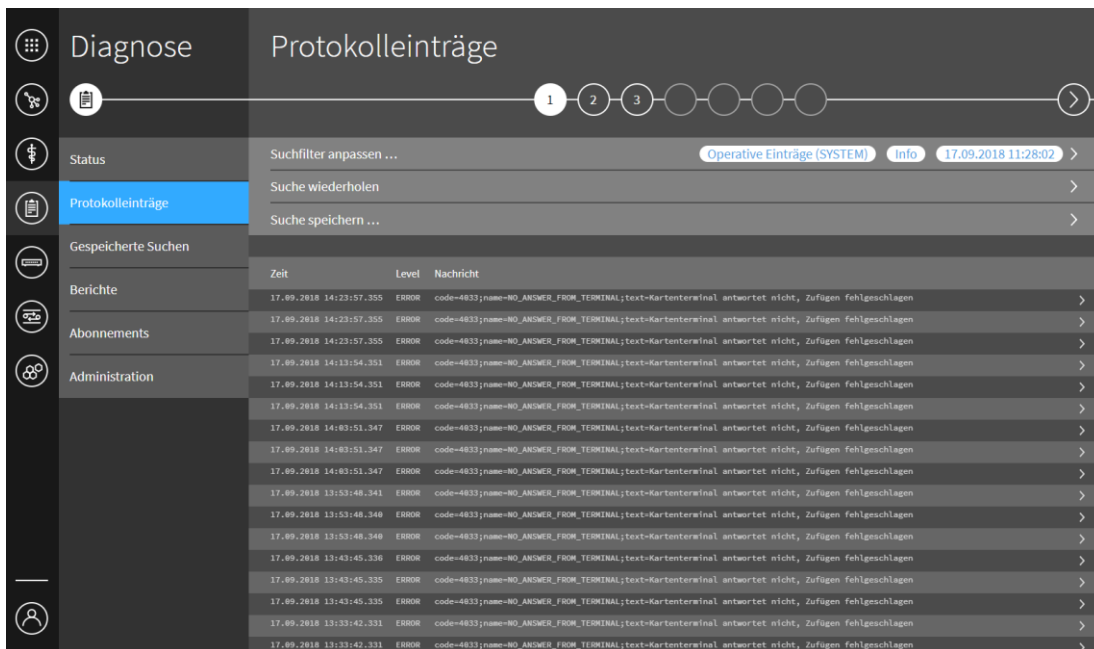 Diagnose
Protokolleinträge
1 2 3
Status
Protokolleinträge
Gespeicherte Suchen
Berichte
Abonnements
Administration
Suchfilter anpassen ... Operative Einträge (SYSTEM) Info 17.09.2018 11:28:02
Suche wiederholen
Suche speichern ...
Zeit Level Nachricht
17.09.2018 14:23:57.355 ERROR code=4033;name=NO_ANSWER_FROM_TERMINAL;text=Kartenterminal antwortet nicht, Zufügen fehlgeschlagen
17.09.2018 14:23:57.355 ERROR code=4033;name=NO_ANSWER_FROM_TERMINAL;text=Kartenterminal antwortet nicht, Zufügen fehlgeschlagen
17.09.2018 14:23:57.355 ERROR code=4033;name=NO_ANSWER_FROM_TERMINAL;text=Kartenterminal antwortet nicht, Zufügen fehlgeschlagen
17.09.2018 14:13:54.351 ERROR code=4033;name=NO_ANSWER_FROM_TERMINAL;text=Kartenterminal antwortet nicht, Zufügen fehlgeschlagen
17.09.2018 14:13:54.351 ERROR code=4033;name=NO_ANSWER_FROM_TERMINAL;text=Kartenterminal antwortet nicht, Zufügen fehlgeschlagen
17.09.2018 14:13:54.351 ERROR code=4033;name=NO_ANSWER_FROM_TERMINAL;text=Kartenterminal antwortet nicht, Zufügen fehlgeschlagen
17.09.2018 14:03:51.347 ERROR code=4033;name=NO_ANSWER_FROM_TERMINAL;text=Kartenterminal antwortet nicht, Zufügen fehlgeschlagen
17.09.2018 14:03:51.347 ERROR code=4033;name=NO_ANSWER_FROM_TERMINAL;text=Kartenterminal antwortet nicht, Zufügen fehlgeschlagen
17.09.2018 14:03:51.347 ERROR code=4033;name=NO_ANSWER_FROM_TERMINAL;text=Kartenterminal antwortet nicht, Zufügen fehlgeschlagen
17.09.2018 13:53:48.341 ERROR code=4033;name=NO_ANSWER_FROM_TERMINAL;text=Kartenterminal antwortet nicht, Zufügen fehlgeschlagen
17.09.2018 13:53:48.340 ERROR code=4033;name=NO_ANSWER_FROM_TERMINAL;text=Kartenterminal antwortet nicht, Zufügen fehlgeschlagen
17.09.2018 13:53:48.340 ERROR code=4033;name=NO_ANSWER_FROM_TERMINAL;text=Kartenterminal antwortet nicht, Zufügen fehlgeschlagen
17.09.2018 13:43:45.336 ERROR code=4033;name=NO_ANSWER_FROM_TERMINAL;text=Kartenterminal antwortet nicht, Zufügen fehlgeschlagen
17.09.2018 13:43:45.335 ERROR code=4033;name=NO_ANSWER_FROM_TERMINAL;text=Kartenterminal antwortet nicht, Zufügen fehlgeschlagen
17.09.2018 13:43:45.335 ERROR code=4033;name=NO_ANSWER_FROM_TERMINAL;text=Kartenterminal antwortet nicht, Zufügen fehlgeschlagen
17.09.2018 13:33:42.331 ERROR code=4033;name=NO_ANSWER_FROM_TERMINAL;text=Kartenterminal antwortet nicht, Zufügen fehlgeschlagen
17.09.2018 13:33:42.331 ERROR code=4033;name=NO_ANSWER_FROM_TERMINAL;text=Kartenterminal antwortet nicht, Zufügen fehlgeschlagen